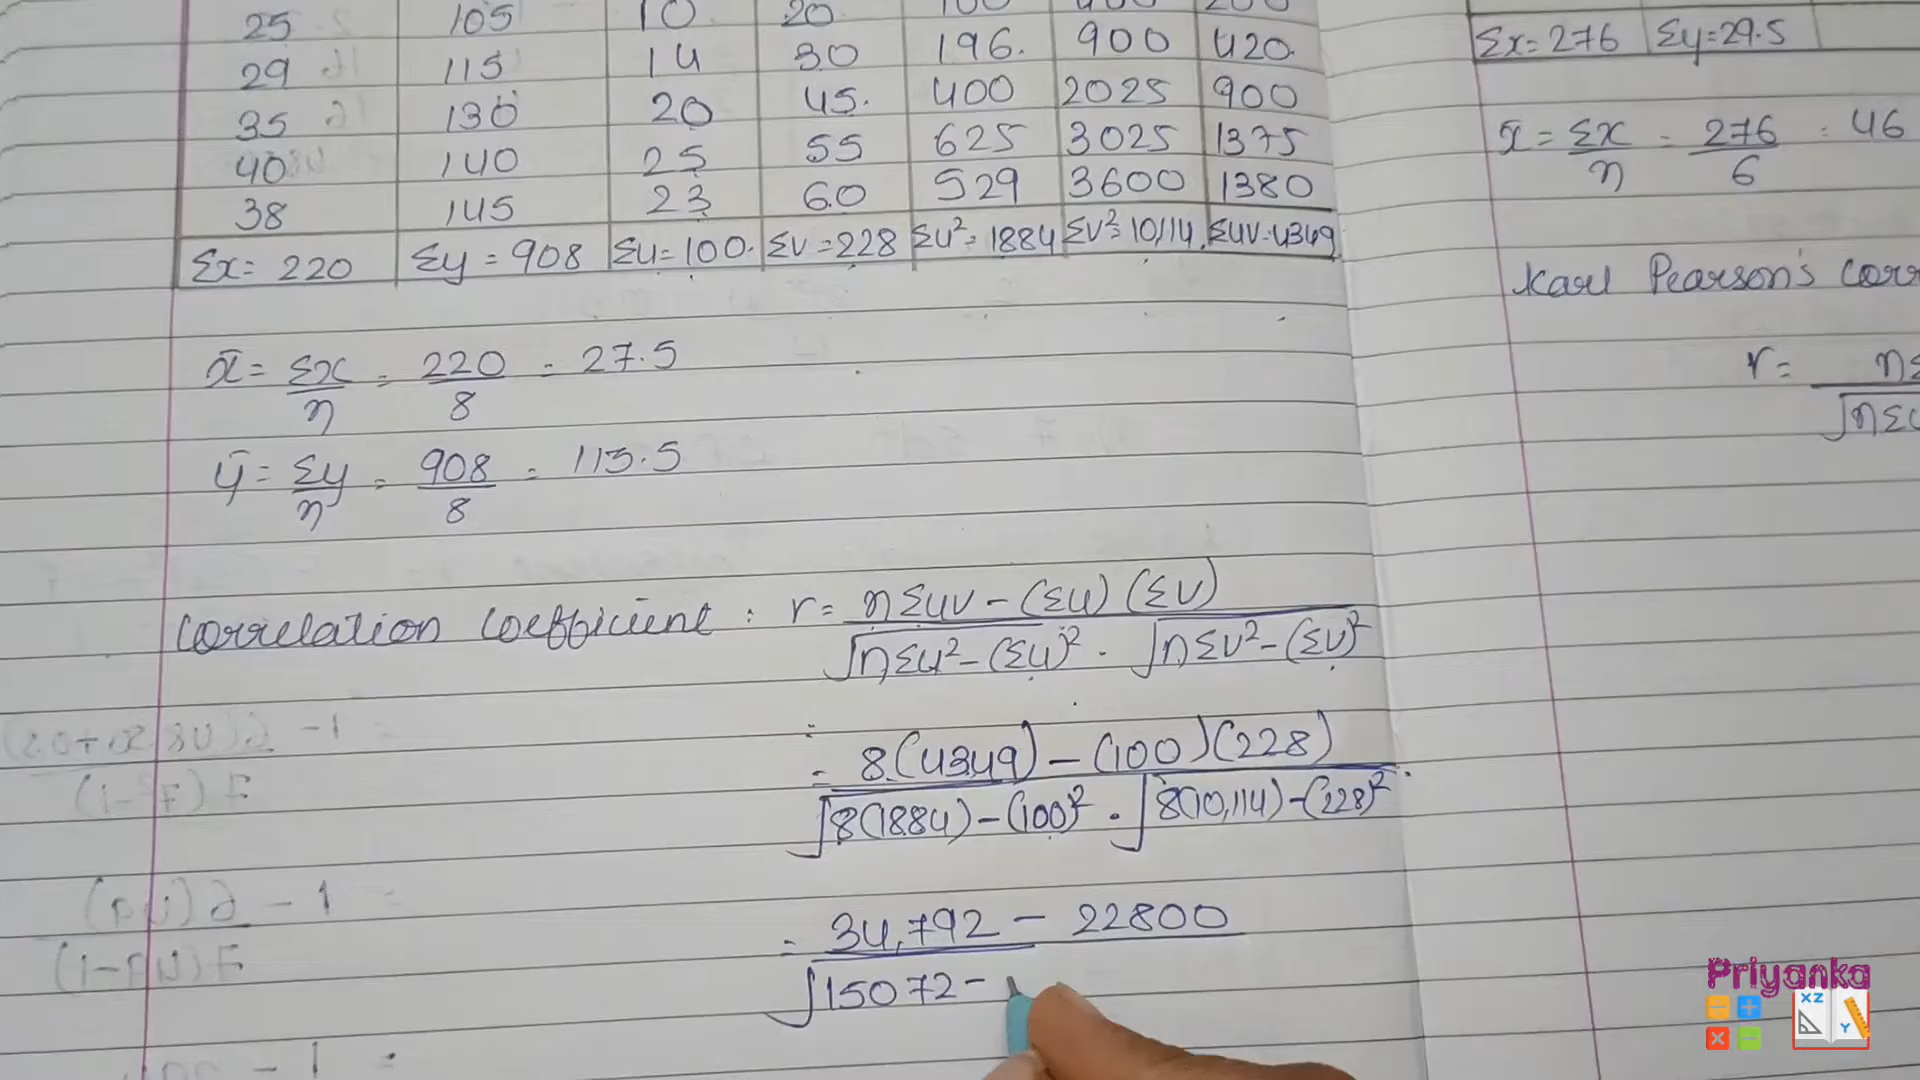 25 105 10 20
29 115 14 30 196. 900 420.
35 130 20 45. 400 2025 900
40 140 25 55 625 3025 1375
38 145 23 60 529 3600 1380
Σx= 220 Σy = 908 Σu= 100. Σv = 228 Σu²= 1884 Σv²= 10,114. Σuv=4349
x̄ = Σx/n = 220/8 = 27.5
ȳ = Σy/n = 908/8 = 113.5
correlation coefficient : r = nΣuv - (Σu) (Σv) / √nΣu²-(Σu)² . √nΣv²-(Σv)²
= 8(4349) - (100)(228) / √8(1884) - (100)² . √8(10,114)-(228)²
= 34,792 - 22800 / √15072 -
Σx= 276 Σy=29.5
x̄ = Σx/n = 276/6 = 46
Karl Pearson's
r=
Priyanka
XZ
Y